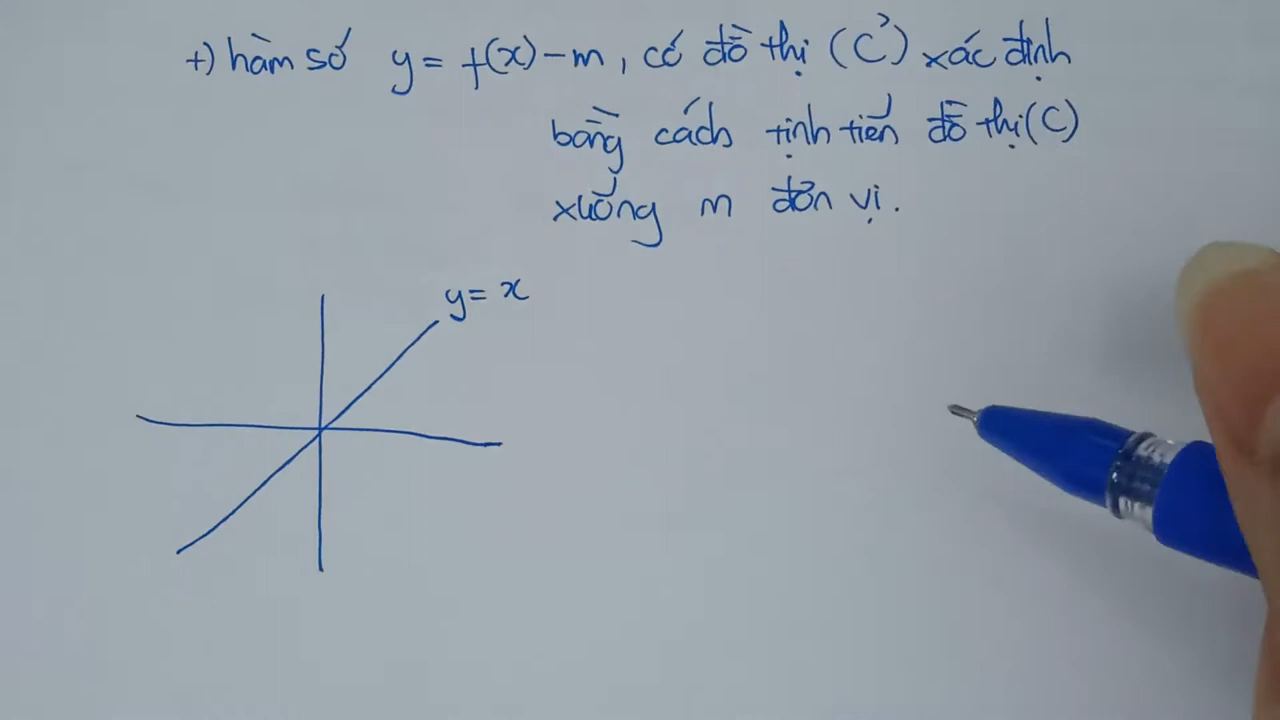 +) hàm số y = f(x) - m, có đồ thị (C') xác định
bằng cách tịnh tiến đồ thị (C)
xuống m đơn vị.
y = x